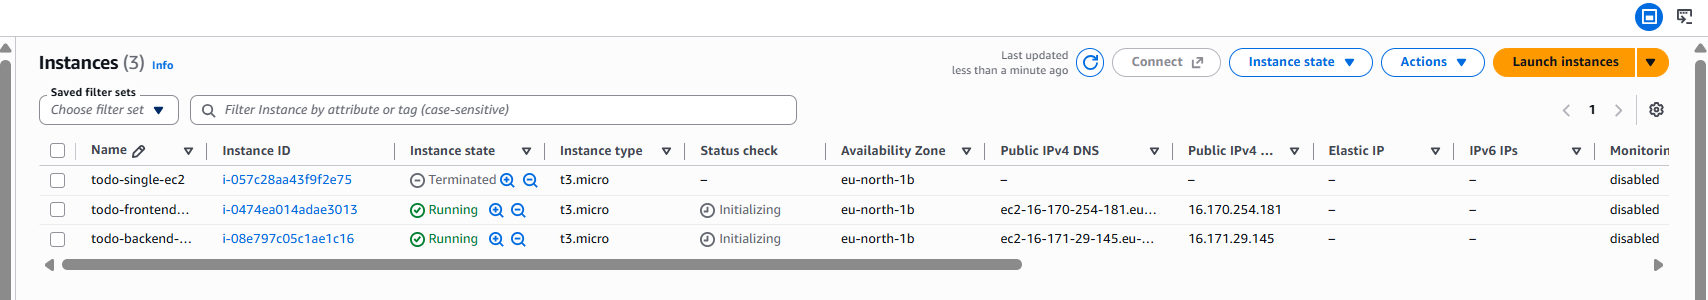 Instances (3) Info
Last updated
less than a minute ago
Connect
Instance state
Actions
Launch instances
Saved filter sets
Choose filter set
Filter Instance by attribute or tag (case-sensitive)
1
Name Instance ID Instance state Instance type Status check Availability Zone Public IPv4 DNS Public IPv4 ... Elastic IP IPv6 IPs Monitorin
todo-single-ec2 i-057c28aa43f9f2e75 Terminated t3.micro – eu-north-1b – – – – disabled
todo-frontend... i-0474ea014adae3013 Running t3.micro Initializing eu-north-1b ec2-16-170-254-181.eu... 16.170.254.181 – – disabled
todo-backend-... i-08e797c05c1ae1c16 Running t3.micro Initializing eu-north-1b ec2-16-171-29-145.eu-... 16.171.29.145 – – disabled